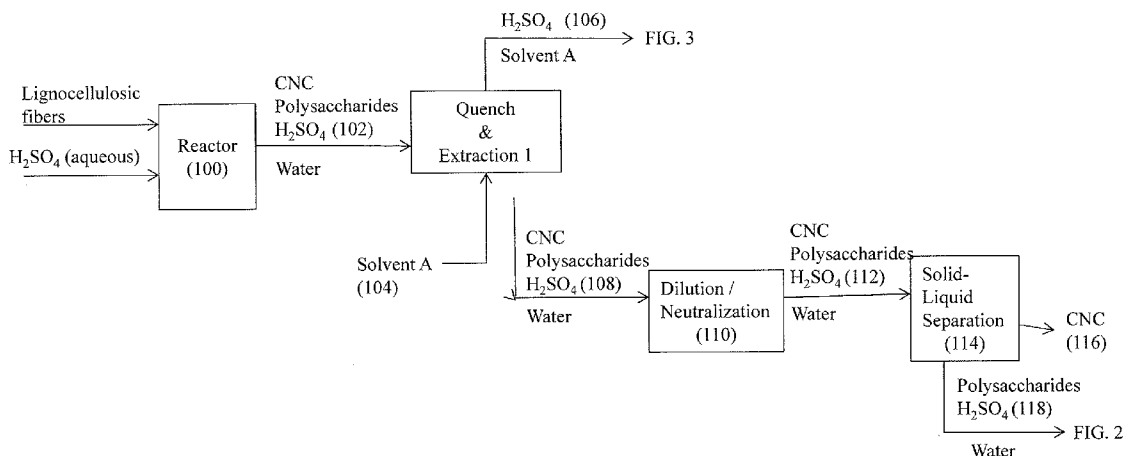 H₂SO₄ (106)
FIG. 3
Solvent A
Lignocellulosic
fibers
H₂SO₄ (aqueous)
Reactor
(100)
CNC
Polysaccharides
H₂SO₄ (102)
Water
Quench
&
Extraction 1
Solvent A
(104)
CNC
Polysaccharides
H₂SO₄ (108)
Water
Dilution /
Neutralization
(110)
CNC
Polysaccharides
H₂SO₄ (112)
Water
Solid-
Liquid
Separation
(114)
CNC
(116)
Polysaccharides
H₂SO₄ (118)
Water
FIG. 2